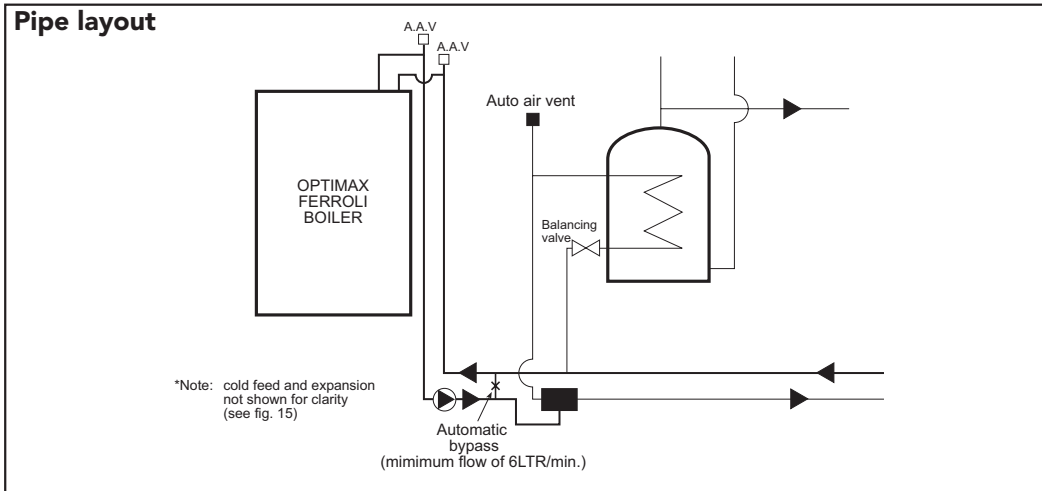 Pipe layout
A.A.V
A.A.V
Auto air vent
OPTIMAX
FERROLI
BOILER
Balancing
valve
*Note: cold feed and expansion
not shown for clarity
(see fig. 15)
Automatic
bypass
(mimimum flow of 6LTR/min.)